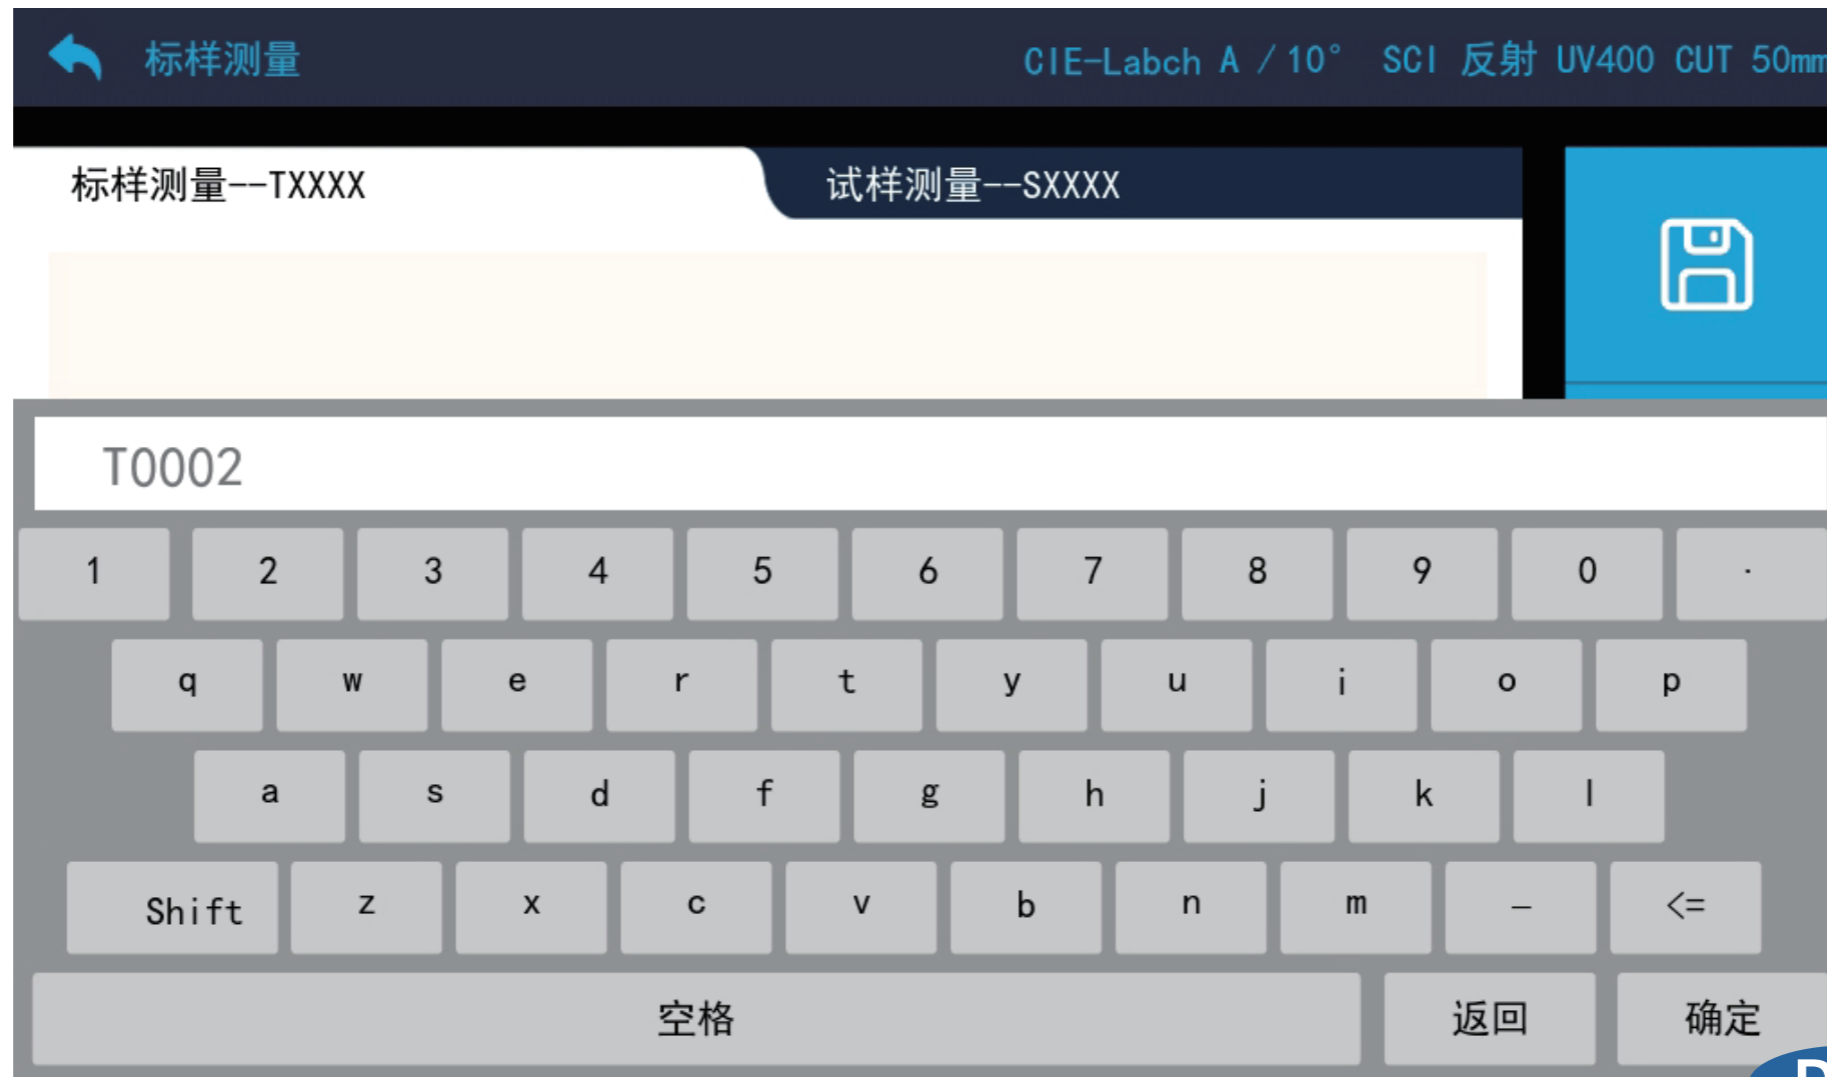 标样测量
CIE-Labch A / 10° SCI 反射 UV400 CUT 50mm
标样测量--TXXXX
试样测量--SXXXX
T0002
1 2 3 4 5 6 7 8 9 0 .
q w e r t y u i o p
a s d f g h j k l
Shift z x c v b n m — <=
空格 返回 确定